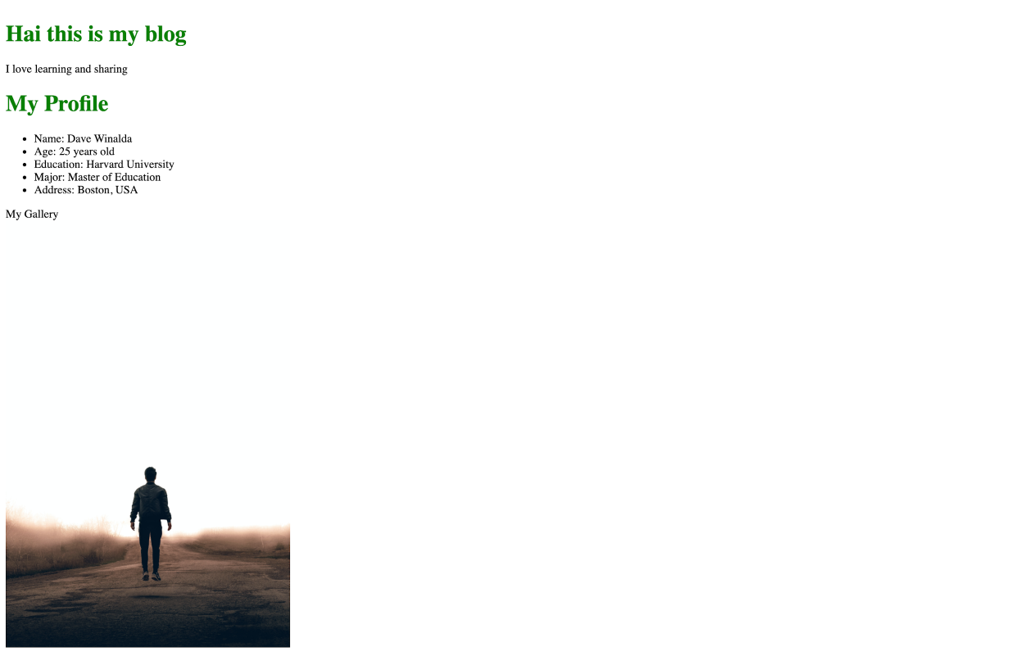 Hai this is my blog
I love learning and sharing
My Profile
Name: Dave Winalda
Age: 25 years old
Education: Harvard University
Major: Master of Education
Address: Boston, USA
My Gallery